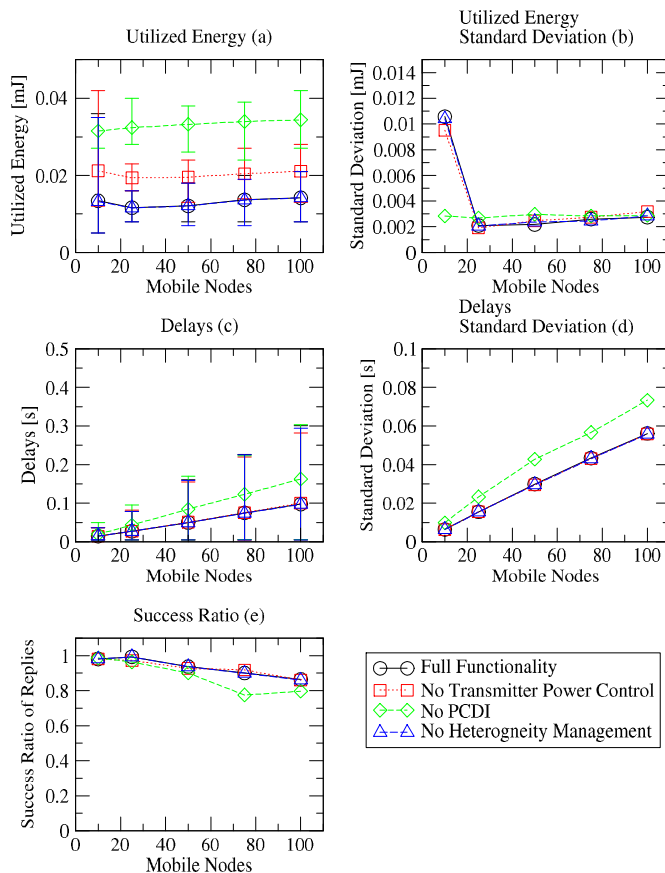 Utilized Energy (a)
Utilized Energy [mJ]
0.04
0.02
0
0 20 40 60 80 100
Mobile Nodes
Utilized Energy
Standard Deviation (b)
Standard Deviation [mJ]
0.014
0.012
0.01
0.008
0.006
0.004
0.002
0
0 20 40 60 80 100
Mobile Nodes
Delays (c)
Delays [s]
0.5
0.4
0.3
0.2
0.1
0
0 20 40 60 80 100
Mobile Nodes
Delays
Standard Deviation (d)
Standard Deviation [s]
0.1
0.08
0.06
0.04
0.02
0
0 20 40 60 80 100
Mobile Nodes
Success Ratio (e)
Success Ratio of Replies
1
0.8
0.6
0.4
0.2
0
0 20 40 60 80 100
Mobile Nodes
Full Functionality
No Transmitter Power Control
No PCDI
No Heterogneity Management